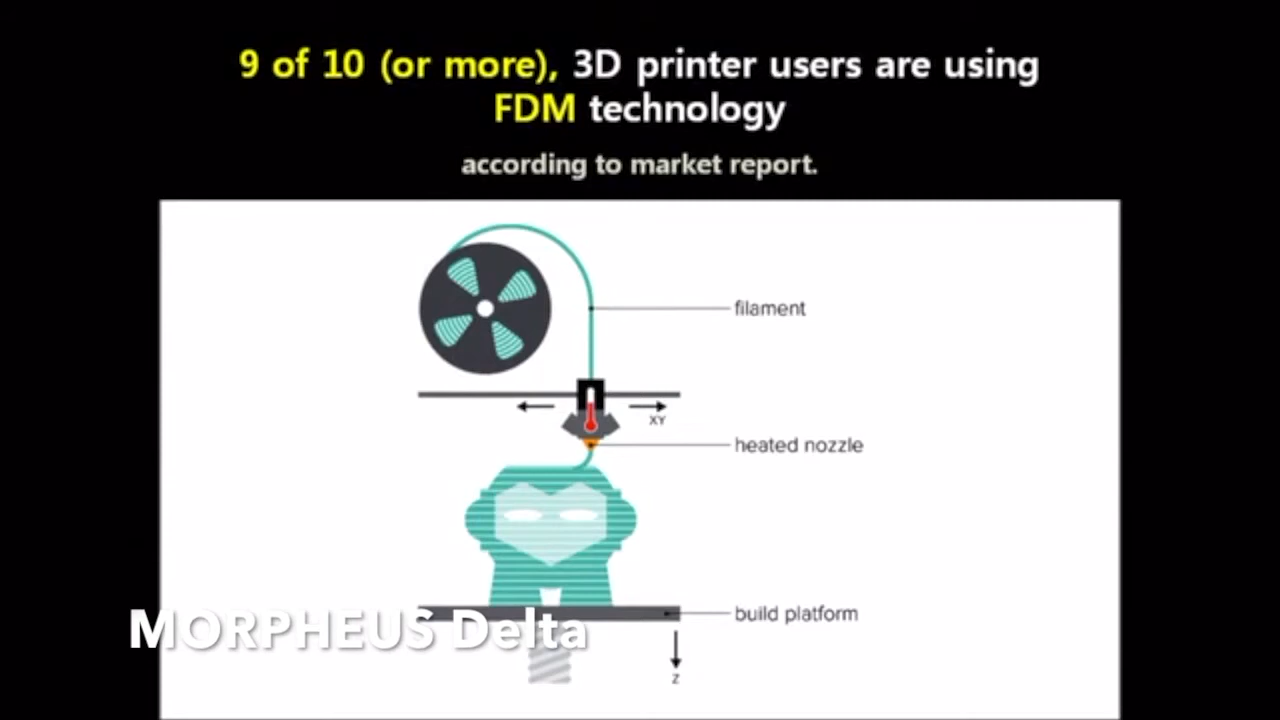 9 of 10 (or more), 3D printer users are using
FDM technology
according to market report.
filament
XY
heated nozzle
build platform
MORPHEUS Delta
z